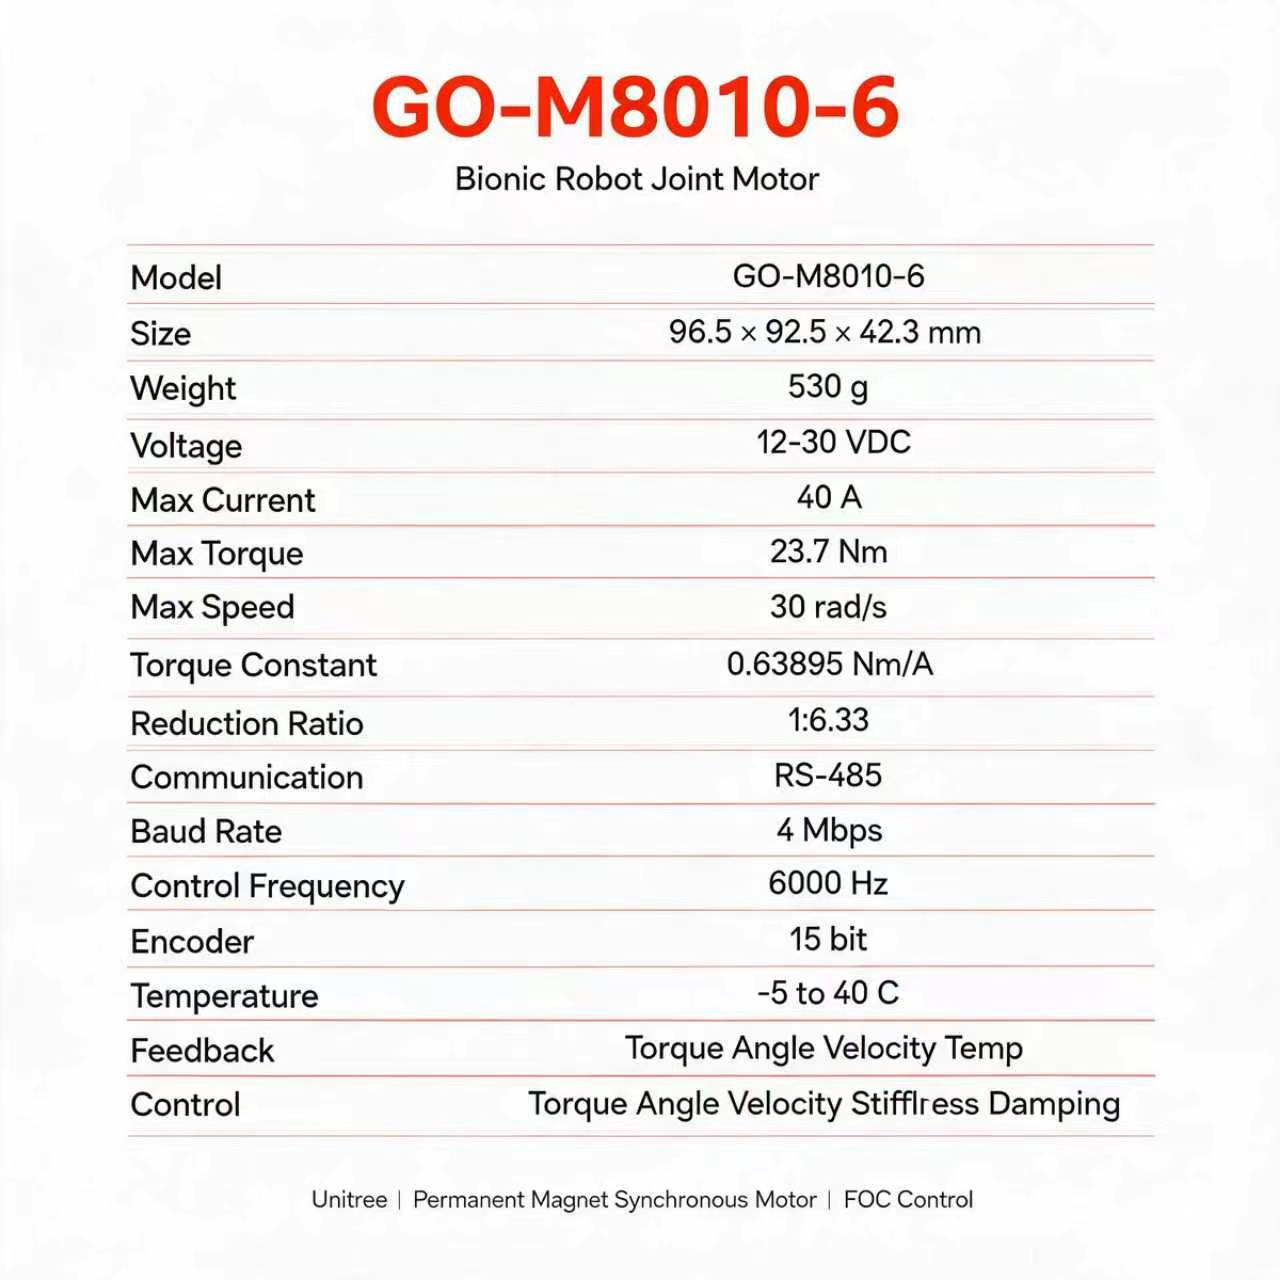 GO-M8010-6
Bionic Robot Joint Motor
Model GO-M8010-6
Size 96.5 × 92.5 × 42.3 mm
Weight 530 g
Voltage 12-30 VDC
Max Current 40 A
Max Torque 23.7 Nm
Max Speed 30 rad/s
Torque Constant 0.63895 Nm/A
Reduction Ratio 1:6.33
Communication RS-485
Baud Rate 4 Mbps
Control Frequency 6000 Hz
Encoder 15 bit
Temperature -5 to 40 C
Feedback Torque Angle Velocity Temp
Control Torque Angle Velocity Damping
Unitree | Permanent Magnet Synchronous Motor | FOC Control